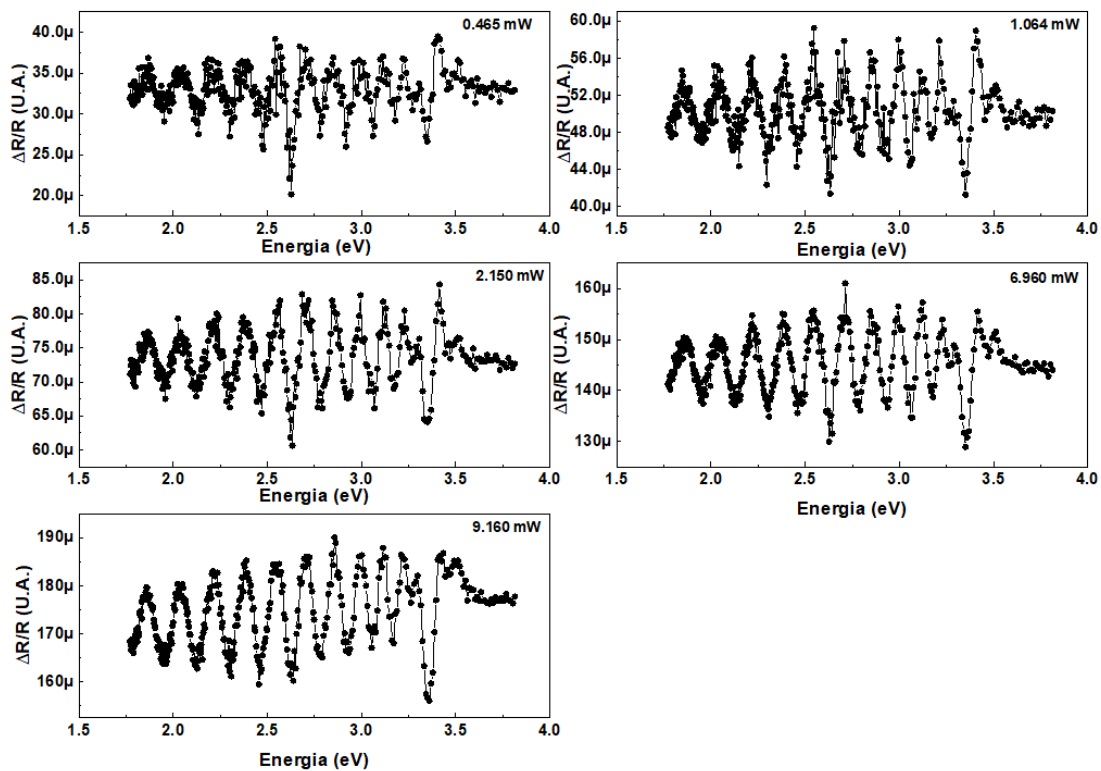 0.465 mW
40.0µ
35.0µ
30.0µ
25.0µ
20.0µ
ΔR/R (U.A.)
1.5 2.0 2.5 3.0 3.5 4.0
Energia (eV)
1.064 mW
60.0µ
56.0µ
52.0µ
48.0µ
44.0µ
40.0µ
ΔR/R (U.A.)
1.5 2.0 2.5 3.0 3.5 4.0
Energia (eV)
2.150 mW
85.0µ
80.0µ
75.0µ
70.0µ
65.0µ
60.0µ
ΔR/R (U.A.)
1.5 2.0 2.5 3.0 3.5 4.0
Energia (eV)
6.960 mW
160µ
150µ
140µ
130µ
ΔR/R (U.A.)
1.5 2.0 2.5 3.0 3.5 4.0
Energia (eV)
9.160 mW
190µ
180µ
170µ
160µ
ΔR/R (U.A.)
1.5 2.0 2.5 3.0 3.5 4.0
Energia (eV)